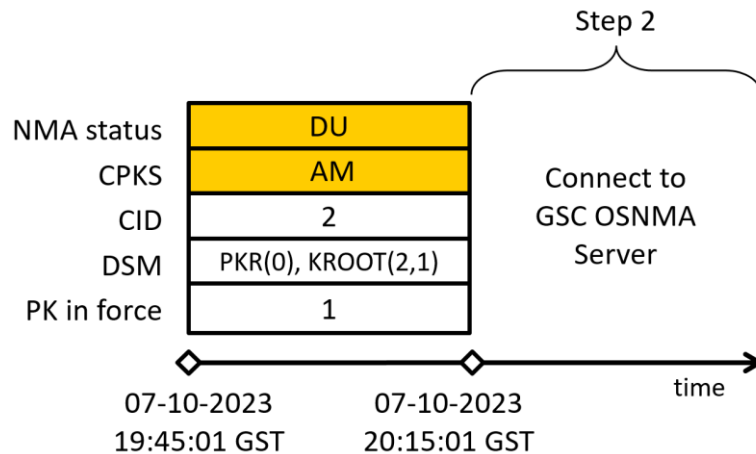 Step 2
NMA status DU
CPKS AM
CID 2
DSM PKR(0), KROOT(2,1)
PK in force 1
Connect to
GSC OSNMA
Server
time
07-10-2023 07-10-2023
19:45:01 GST 20:15:01 GST